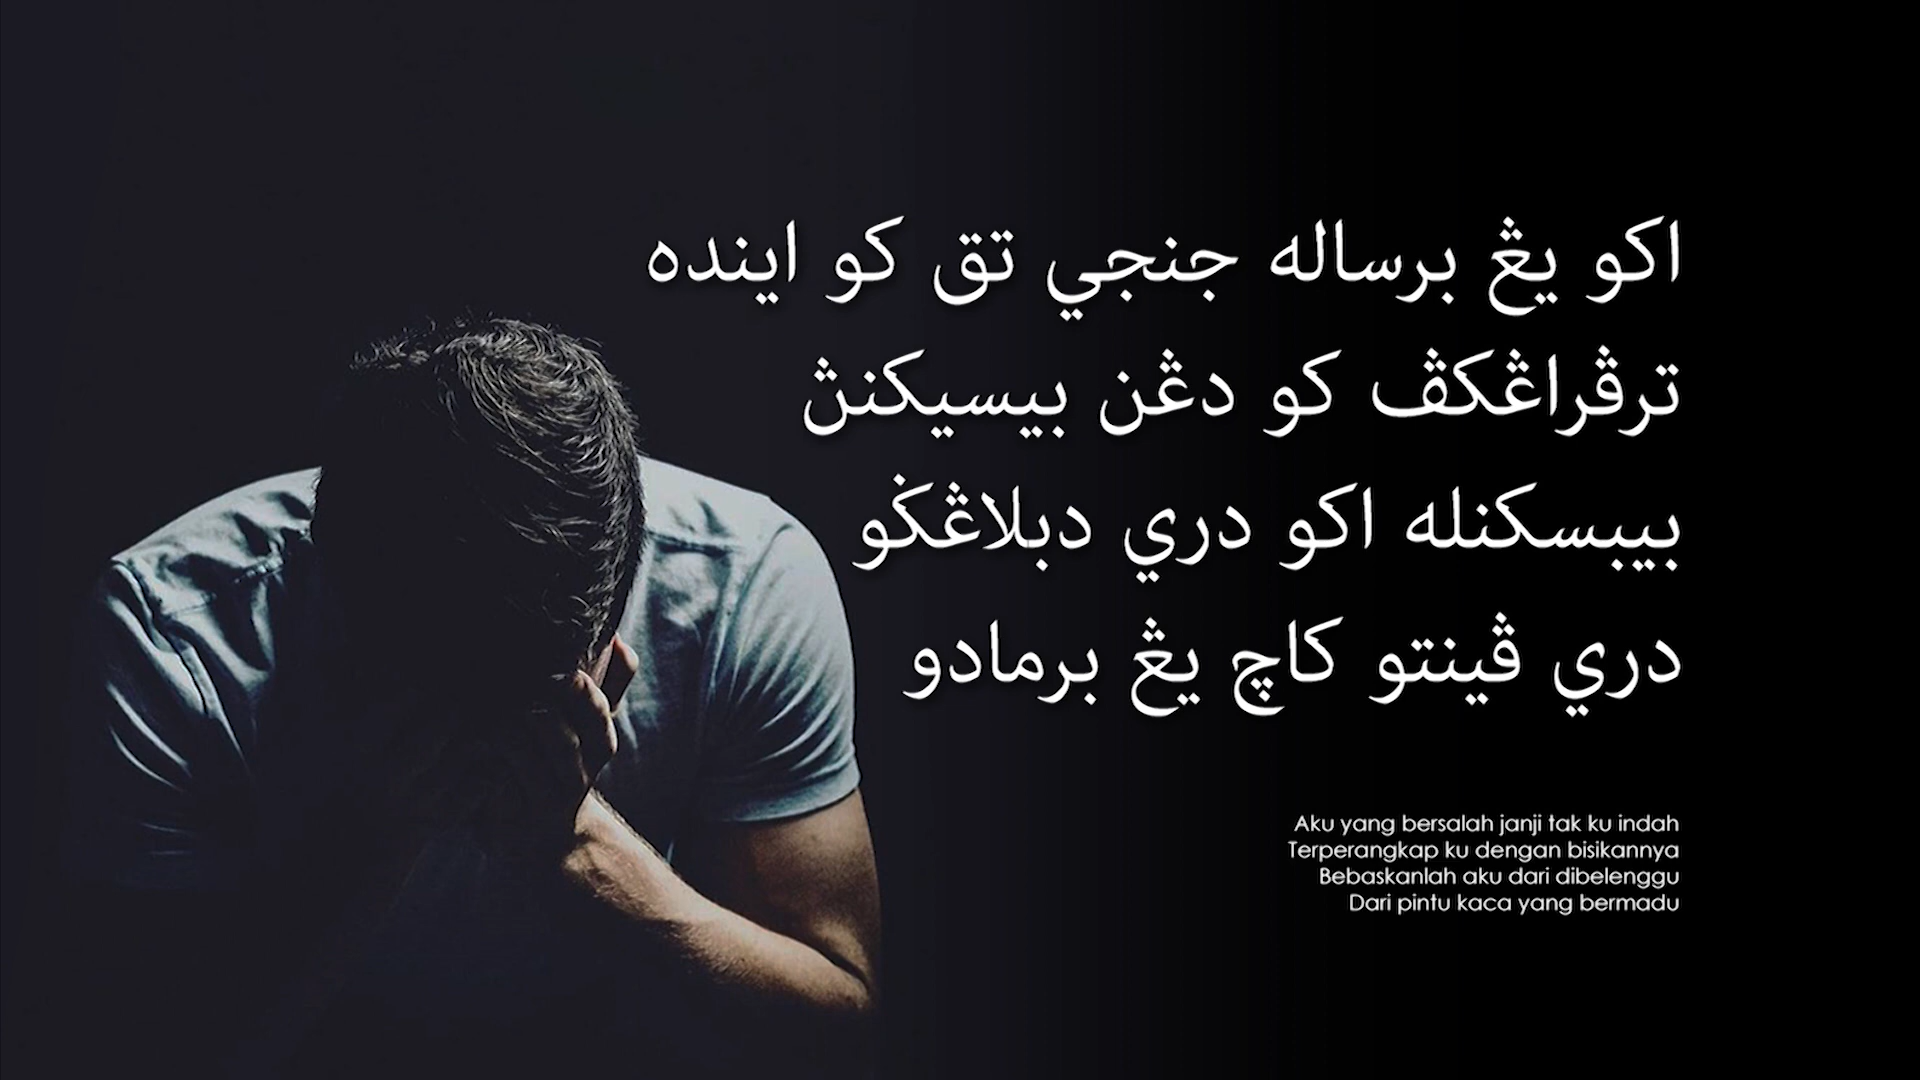 اكو يڠ برساله جنجي تق كو اينده
ترڤراڠكڤ كو دڠن بيسيكنڽ
بيبسكنله اكو دري دبلاڠݢو
دري ڤينتو كاچ يڠ برمادو
Aku yang bersalah janji tak ku indah
Terperangkap ku dengan bisikannya
Bebaskanlah aku dari dibelenggu
Dari pintu kaca yang bermadu